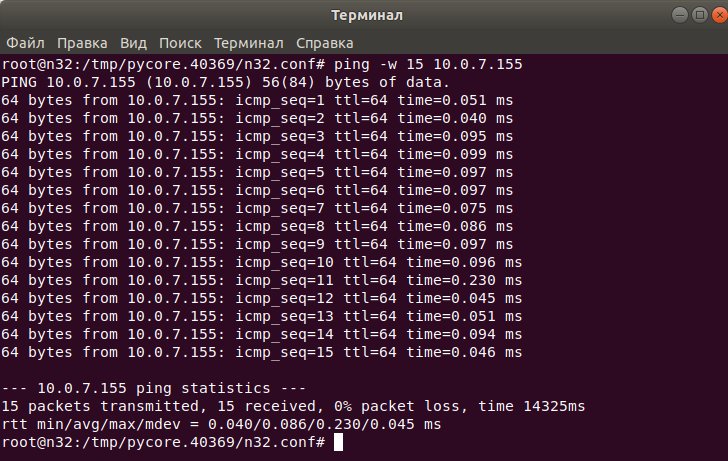 Терминал
Файл Правка Вид Поиск Терминал Справка
root@n32:/tmp/pycore.40369/n32.conf# ping -w 15 10.0.7.155
PING 10.0.7.155 (10.0.7.155) 56(84) bytes of data.
64 bytes from 10.0.7.155: icmp_seq=1 ttl=64 time=0.051 ms
64 bytes from 10.0.7.155: icmp_seq=2 ttl=64 time=0.040 ms
64 bytes from 10.0.7.155: icmp_seq=3 ttl=64 time=0.095 ms
64 bytes from 10.0.7.155: icmp_seq=4 ttl=64 time=0.099 ms
64 bytes from 10.0.7.155: icmp_seq=5 ttl=64 time=0.097 ms
64 bytes from 10.0.7.155: icmp_seq=6 ttl=64 time=0.097 ms
64 bytes from 10.0.7.155: icmp_seq=7 ttl=64 time=0.075 ms
64 bytes from 10.0.7.155: icmp_seq=8 ttl=64 time=0.086 ms
64 bytes from 10.0.7.155: icmp_seq=9 ttl=64 time=0.097 ms
64 bytes from 10.0.7.155: icmp_seq=10 ttl=64 time=0.096 ms
64 bytes from 10.0.7.155: icmp_seq=11 ttl=64 time=0.230 ms
64 bytes from 10.0.7.155: icmp_seq=12 ttl=64 time=0.045 ms
64 bytes from 10.0.7.155: icmp_seq=13 ttl=64 time=0.051 ms
64 bytes from 10.0.7.155: icmp_seq=14 ttl=64 time=0.094 ms
64 bytes from 10.0.7.155: icmp_seq=15 ttl=64 time=0.046 ms
--- 10.0.7.155 ping statistics ---
15 packets transmitted, 15 received, 0% packet loss, time 14325ms
rtt min/avg/max/mdev = 0.040/0.086/0.230/0.045 ms
root@n32:/tmp/pycore.40369/n32.conf#